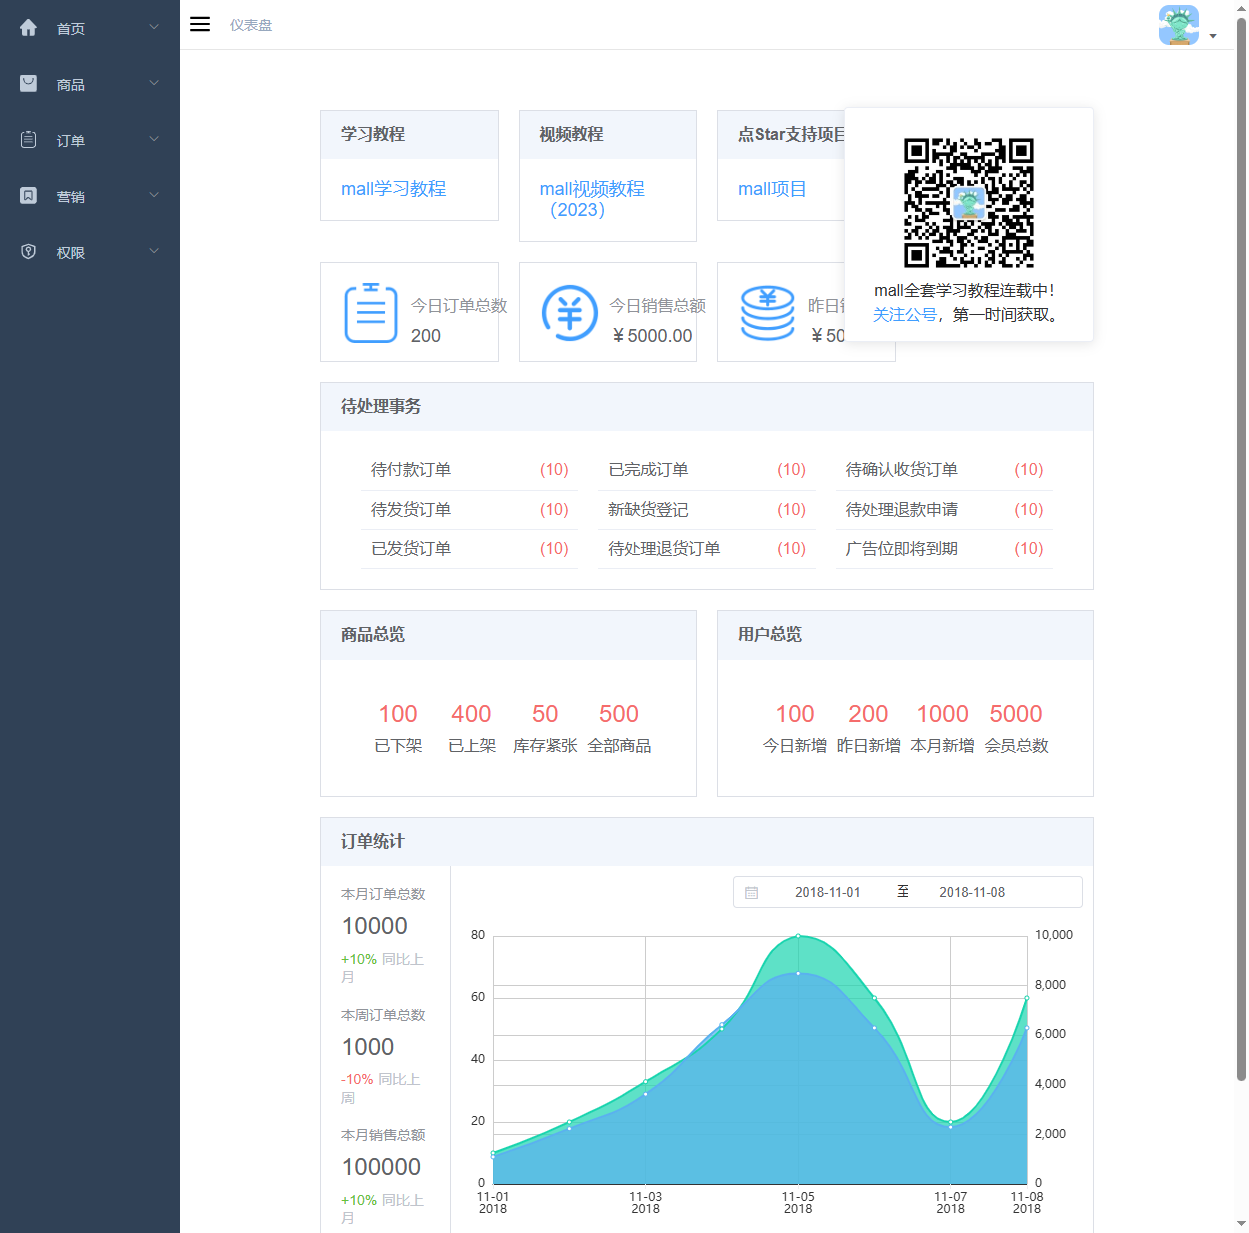 首页
商品
订单
营销
权限
仪表盘
学习教程
mall学习教程
视频教程
mall视频教程
（2023）
点Star支持项目
mall项目
mall全套学习教程连载中!
关注公号，第一时间获取。
今日订单总数
200
今日销售总额
￥5000.00
昨日
￥50
待处理事务
待付款订单 (10) 已完成订单 (10) 待确认收货订单 (10)
待发货订单 (10) 新缺货登记 (10) 待处理退款申请 (10)
已发货订单 (10) 待处理退货订单 (10) 广告位即将到期 (10)
商品总览
100 400 50 500
已下架 已上架 库存紧张 全部商品
用户总览
100 200 1000 5000
今日新增 昨日新增 本月新增 会员总数
订单统计
本月订单总数
10000
+10% 同比上
月
本周订单总数
1000
-10% 同比上
周
本月销售总额
100000
+10% 同比上
月
2018-11-01 至 2018-11-08
80
60
40
20
0
10,000
8,000
6,000
4,000
2,000
0
11-01
2018
11-03
2018
11-05
2018
11-07
2018
11-08
2018